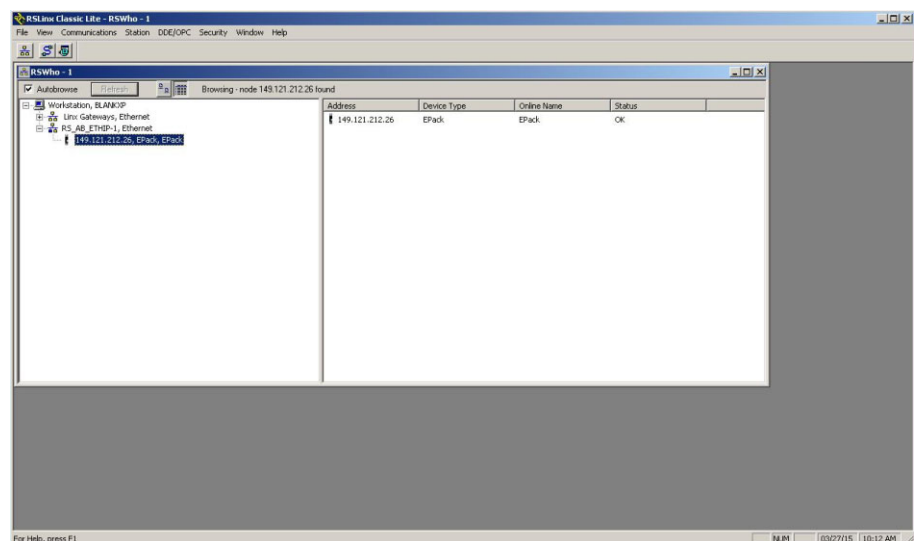 RSLinx Classic Lite - RSWho - 1
File View Communications Station DDE/OPC Security Window Help
RSWho - 1
Autobrowse Refresh Browsing - node 149.121.212.26 found
Workstation, BLANKXP
Linx Gateways, Ethernet
RS_AB_ETHIP-1, Ethernet
149.121.212.26, EPack, EPack
Address Device Type Online Name Status
149.121.212.26 EPack EPack OK
For Help, press F1 NUM 03/27/15 10:12 AM